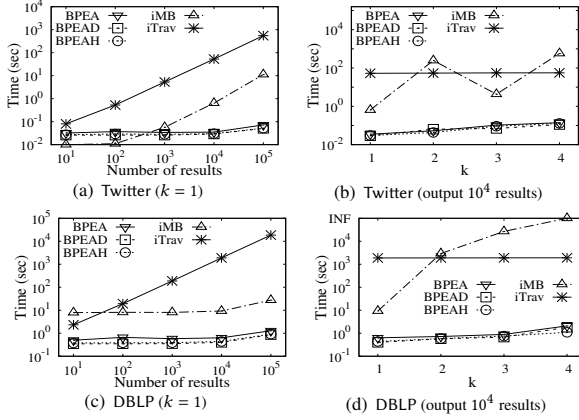 BPEA
BPEAD
BPEAH
iMB
iTrav
Time (sec)
10^3
10^2
10^1
10^0
10^-1
10^-2
10^1 10^2 10^3 10^4 10^5
Number of results
(a) Twitter (k = 1)
BPEA
BPEAD
BPEAH
iMB
iTrav
Time (sec)
10^4
10^2
10^0
10^-2
1 2 3 4
k
(b) Twitter (output 10^4 results)
BPEA
BPEAD
BPEAH
iMB
iTrav
Time (sec)
10^5
10^4
10^3
10^2
10^1
10^0
10^-1
10^1 10^2 10^3 10^4 10^5
Number of results
(c) DBLP (k = 1)
BPEA
BPEAD
BPEAH
iMB
iTrav
Time (sec)
INF
10^4
10^3
10^2
10^1
10^0
10^-1
1 2 3 4
k
(d) DBLP (output 10^4 results)